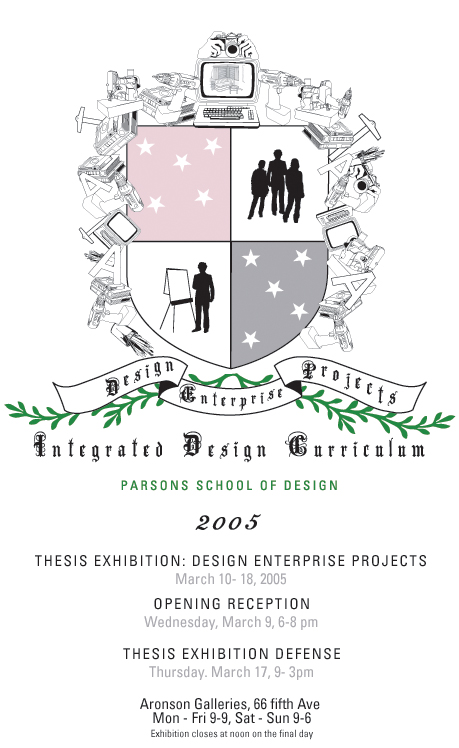 Design Enterprise Projects
Integrated Design Curriculum
PARSONS SCHOOL OF DESIGN
2005
THESIS EXHIBITION: DESIGN ENTERPRISE PROJECTS
March 10- 18, 2005
OPENING RECEPTION
Wednesday, March 9, 6-8 pm
THESIS EXHIBITION DEFENSE
Thursday. March 17, 9- 3pm
Aronson Galleries, 66 fifth Ave
Mon - Fri 9-9, Sat - Sun 9-6
Exhibition closes at noon on the final day